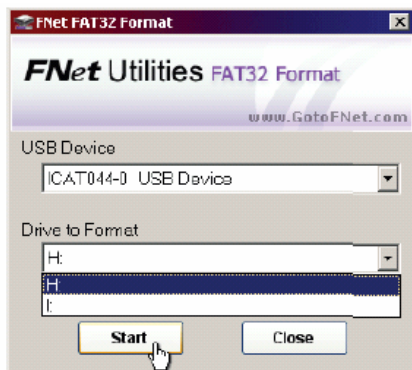 FNet FAT32 Format
FNet Utilities FAT32 Format
www.GotoFNet.com
USB Device
ICAT044-0 USB Device
Drive to Format
H:
H:
I:
Start
Close